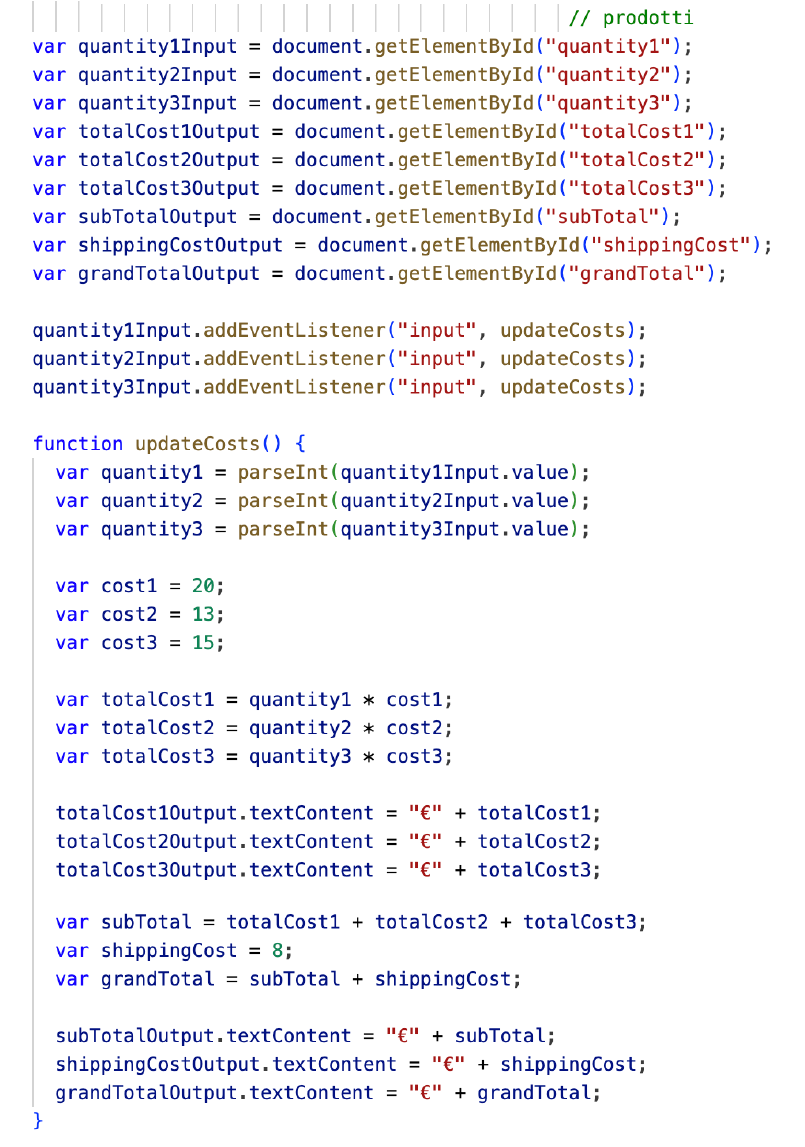 // prodotti
var quantity1Input = document.getElementById("quantity1");
var quantity2Input = document.getElementById("quantity2");
var quantity3Input = document.getElementById("quantity3");
var totalCost1Output = document.getElementById("totalCost1");
var totalCost2Output = document.getElementById("totalCost2");
var totalCost3Output = document.getElementById("totalCost3");
var subTotalOutput = document.getElementById("subTotal");
var shippingCostOutput = document.getElementById("shippingCost");
var grandTotalOutput = document.getElementById("grandTotal");

quantity1Input.addEventListener("input", updateCosts);
quantity2Input.addEventListener("input", updateCosts);
quantity3Input.addEventListener("input", updateCosts);

function updateCosts() {
  var quantity1 = parseInt(quantity1Input.value);
  var quantity2 = parseInt(quantity2Input.value);
  var quantity3 = parseInt(quantity3Input.value);

  var cost1 = 20;
  var cost2 = 13;
  var cost3 = 15;

  var totalCost1 = quantity1 * cost1;
  var totalCost2 = quantity2 * cost2;
  var totalCost3 = quantity3 * cost3;

  totalCost1Output.textContent = "€" + totalCost1;
  totalCost2Output.textContent = "€" + totalCost2;
  totalCost3Output.textContent = "€" + totalCost3;

  var subTotal = totalCost1 + totalCost2 + totalCost3;
  var shippingCost = 8;
  var grandTotal = subTotal + shippingCost;

  subTotalOutput.textContent = "€" + subTotal;
  shippingCostOutput.textContent = "€" + shippingCost;
  grandTotalOutput.textContent = "€" + grandTotal;
}